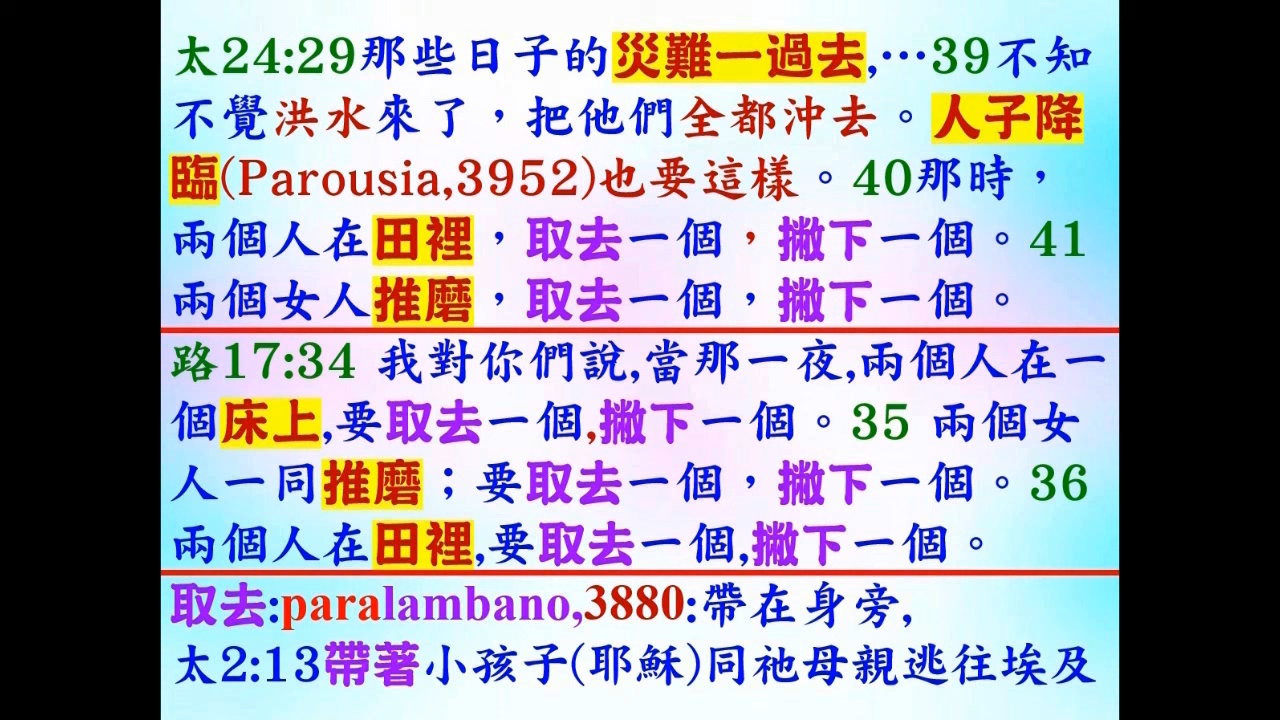 太24:29那些日子的災難一過去,…39不知
不覺洪水來了，把他們全都沖去。人子降
臨(Parousia,3952)也要這樣。40那時，
兩個人在田裡，取去一個，撇下一個。41
兩個女人推磨，取去一個，撇下一個。
路17:34 我對你們說,當那一夜,兩個人在一
個床上,要取去一個,撇下一個。35 兩個女
人一同推磨；要取去一個，撇下一個。36
兩個人在田裡,要取去一個,撇下一個。
取去:paralambano,3880:帶在身旁,
太2:13帶著小孩子(耶穌)同祂母親逃往埃及